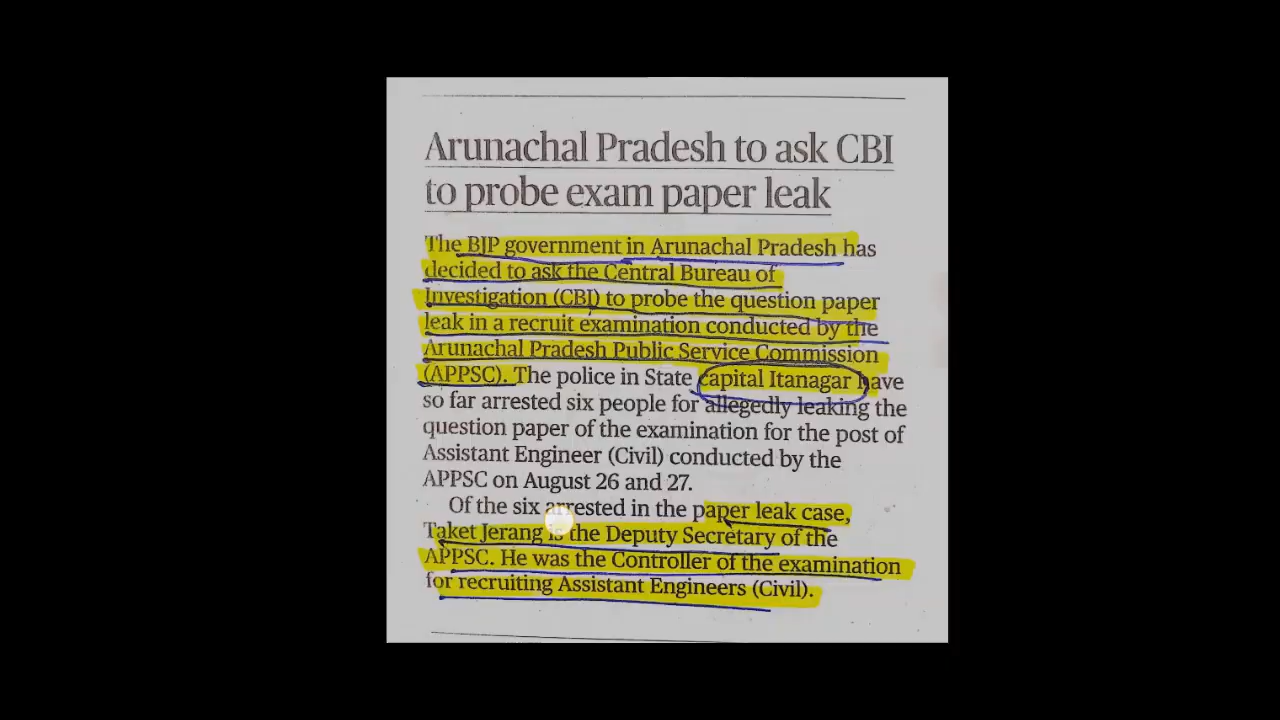 Arunachal Pradesh to ask CBI
to probe exam paper leak
The BJP government in Arunachal Pradesh has
decided to ask the Central Bureau of
Investigation (CBI) to probe the question paper
leak in a recruit examination conducted by the
Arunachal Pradesh Public Service Commission
(APPSC). The police in State capital Itanagar have
so far arrested six people for allegedly leaking the
question paper of the examination for the post of
Assistant Engineer (Civil) conducted by the
APPSC on August 26 and 27.
Of the six arrested in the paper leak case,
Taket Jerang is the Deputy Secretary of the
APPSC. He was the Controller of the examination
for recruiting Assistant Engineers (Civil).